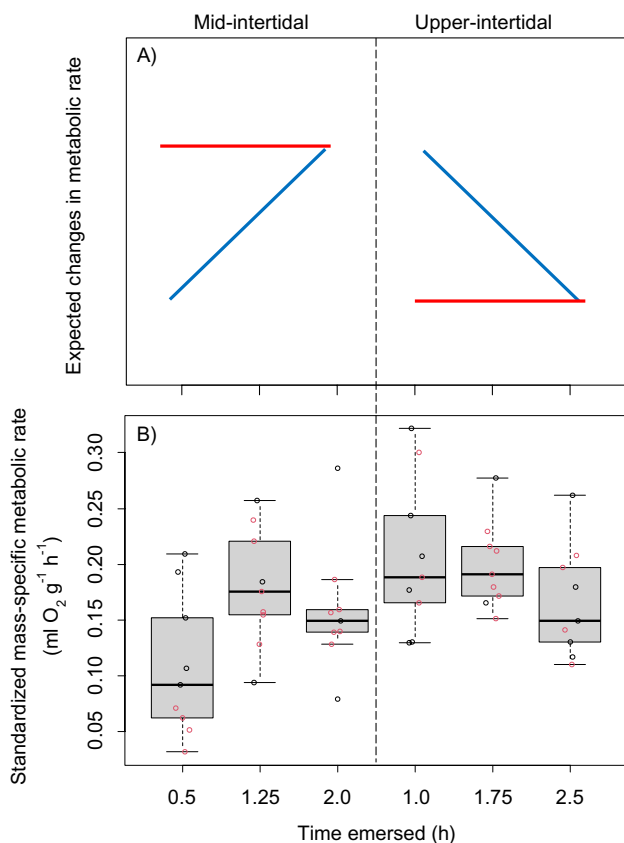 Mid-intertidal Upper-intertidal
A)
Expected changes in metabolic rate
B)
Standardized mass-specific metabolic rate
(ml O₂ g⁻¹ h⁻¹)
0.30
0.25
0.20
0.15
0.10
0.05
0.5 1.25 2.0 1.0 1.75 2.5
Time emersed (h)